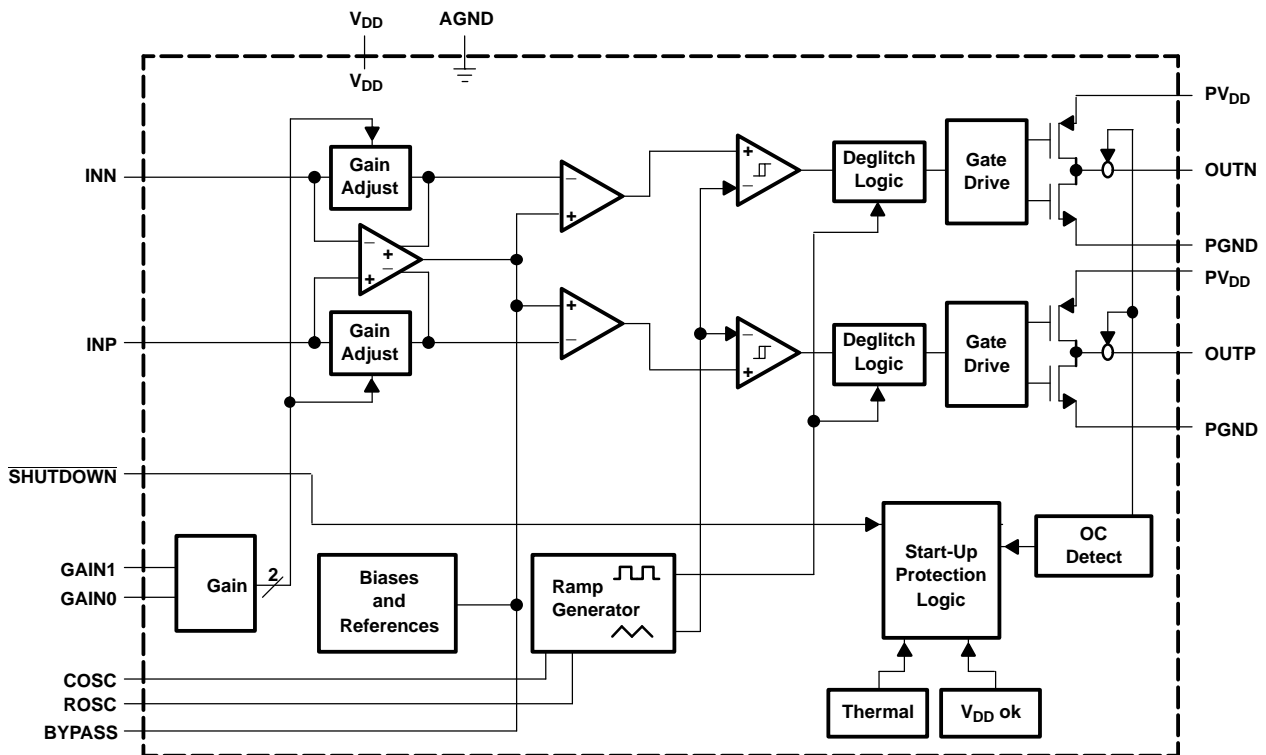 VDD AGND
VDD
PVDD
INN
Gain
Adjust
− + − +
+ −
Deglitch
Logic
Gate
Drive
OUTN
− + −
+
PGND
PVDD
INP
Gain
Adjust
+ − − +
Deglitch
Logic
Gate
Drive
OUTP
PGND
SHUTDOWN
GAIN1
GAIN0
Gain
2
Biases
and
References
Ramp
Generator
Start-Up
Protection
Logic
OC
Detect
COSC
ROSC
BYPASS
Thermal
VDD ok